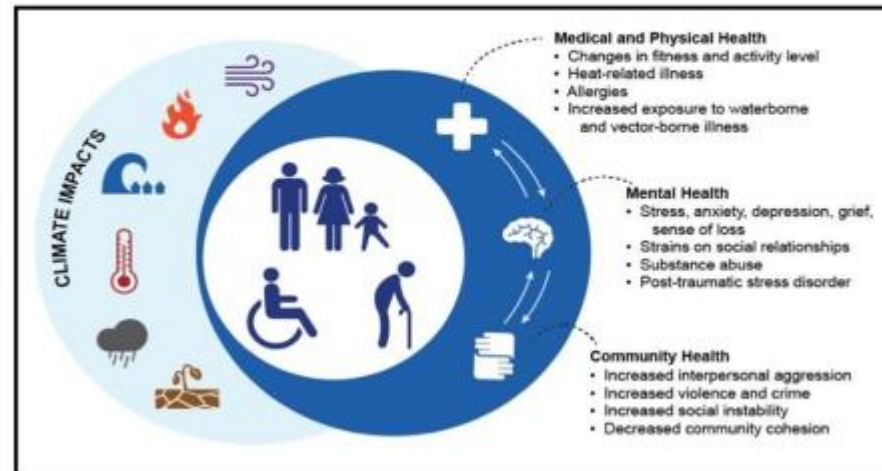 CLIMATE IMPACTS
Medical and Physical Health
• Changes in fitness and activity level
• Heat-related illness
• Allergies
• Increased exposure to waterborne
and vector-borne illness
Mental Health
• Stress, anxiety, depression, grief,
sense of loss
• Strains on social relationships
• Substance abuse
• Post-traumatic stress disorder
Community Health
• Increased interpersonal aggression
• Increased violence and crime
• Increased social instability
• Decreased community cohesion